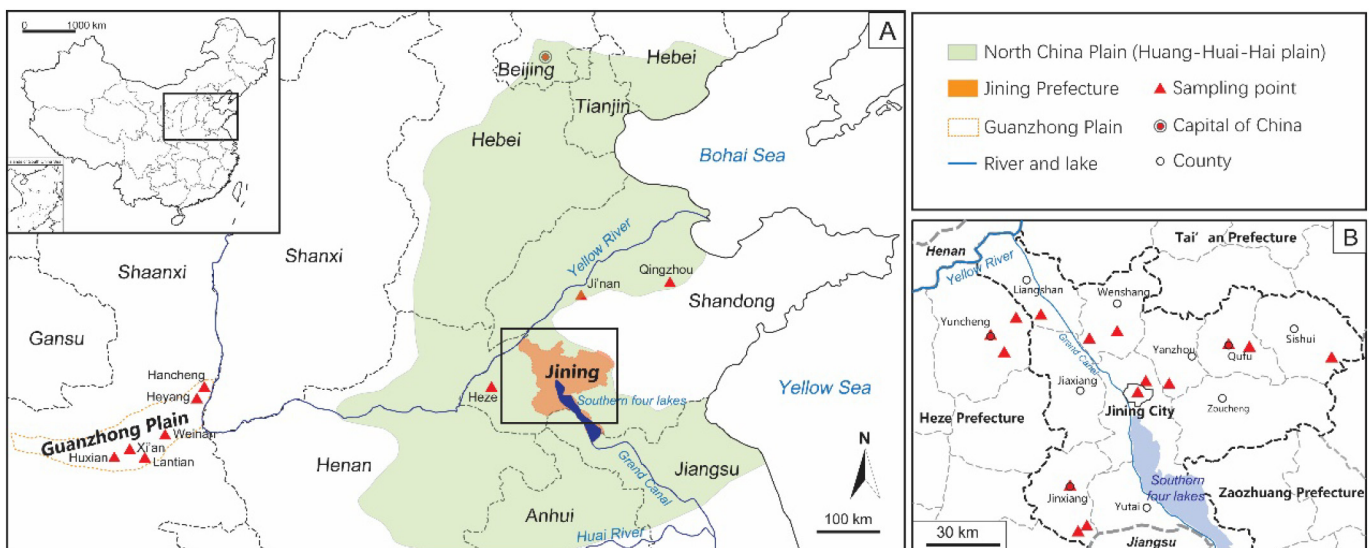 0 1000 km
A
Beijing
Hebei
Tianjin
Hebei
Bohai Sea
Shanxi
Shaanxi
Yellow River
Ji'nan
Qingzhou
Shandong
Gansu
Hancheng
Heyang
Jining
Heze
Southern four lakes
Yellow Sea
Guanzhong Plain
Weinan
Xi'an
Huxian
Lantian
Henan
Grand Canal
Jiangsu
N
Anhui
Huai River
100 km
North China Plain (Huang-Huai-Hai plain)
Jining Prefecture
Sampling point
Guanzhong Plain
Capital of China
River and lake
County
B
Tai' an Prefecture
Henan
Yellow River
Liangshan
Wenshang
Yuncheng
Grand Canal
Yanzhou
Qufu
Sishui
Jiaxiang
Jining City
Zoucheng
Heze Prefecture
Jinxiang
Yutai
Southern
four lakes
Zaozhuang Prefecture
30 km
Jiangsu